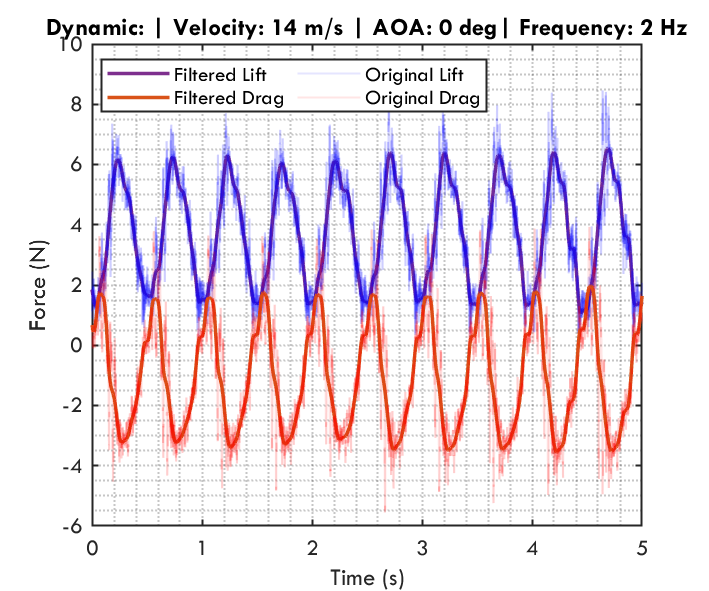 Dynamic: | Velocity: 14 m/s | AOA: 0 deg| Frequency: 2 Hz
10
Filtered Lift Original Lift
Filtered Drag Original Drag
8
6
4
2
0
-2
-4
-6
Force (N)
0 1 2 3 4 5
Time (s)